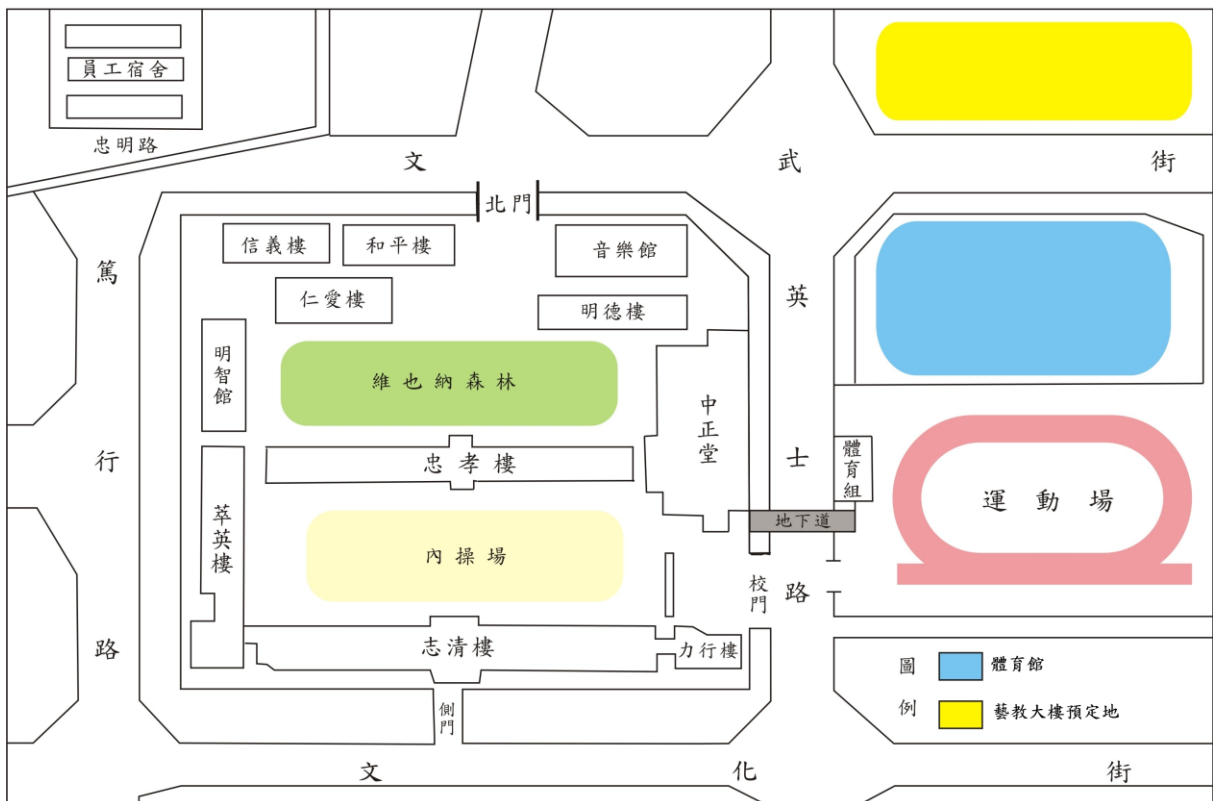 員工宿舍
忠明路
文武街
北門
信義樓
和平樓
音樂館
仁愛樓
明德樓
篤行路
英士路
明智館
維也納森林
中正堂
忠孝樓
體育組
運動場
萃英樓
地下道
內操場
校門
志清樓
力行樓
側門
圖例
體育館
藝教大樓預定地
文化街